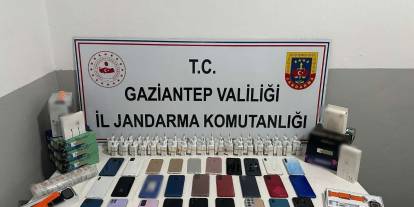 T.C.
GAZİANTEP VALİLİĞİ
İL JANDARMA KOMUTANLIĞI